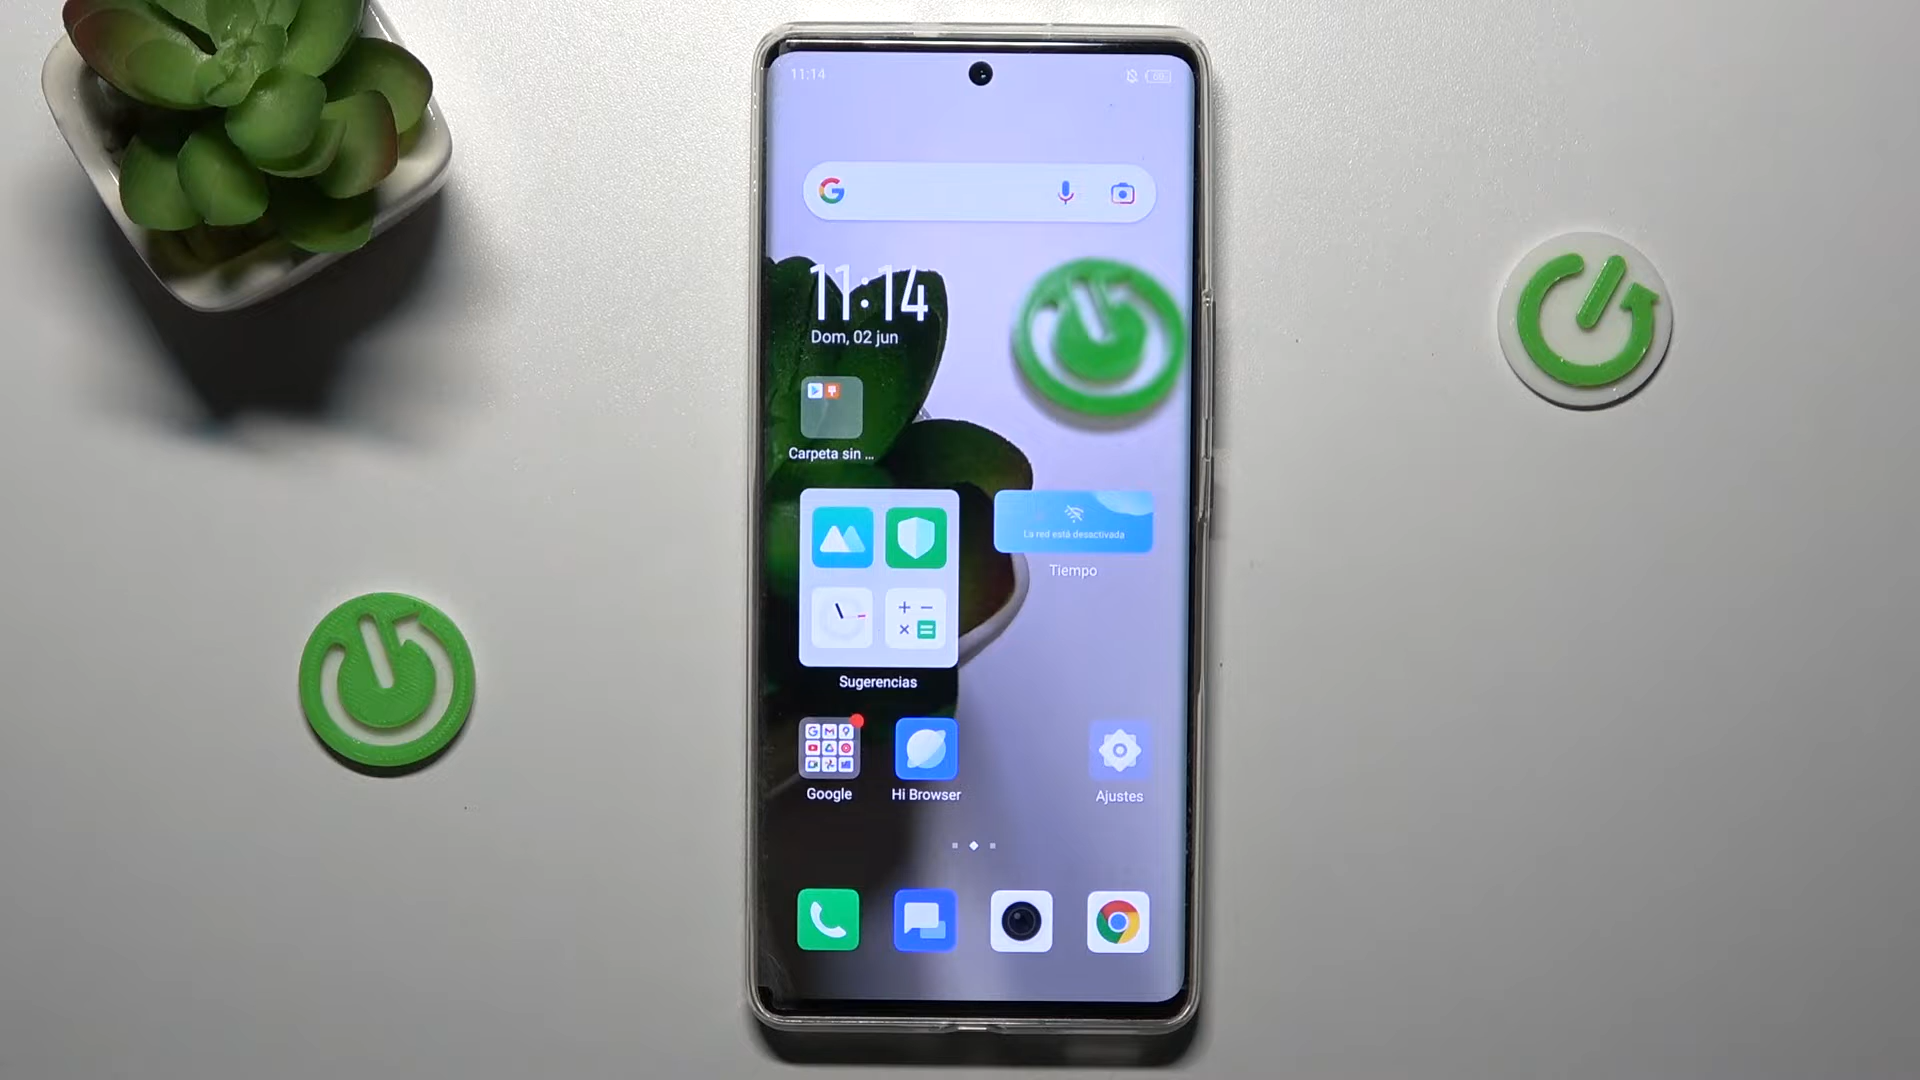 11:14
11:14
Dom, 02 jun
Carpeta sin ...
La red está desactivada
Tiempo
Sugerencias
Google
Hi Browser
Ajustes